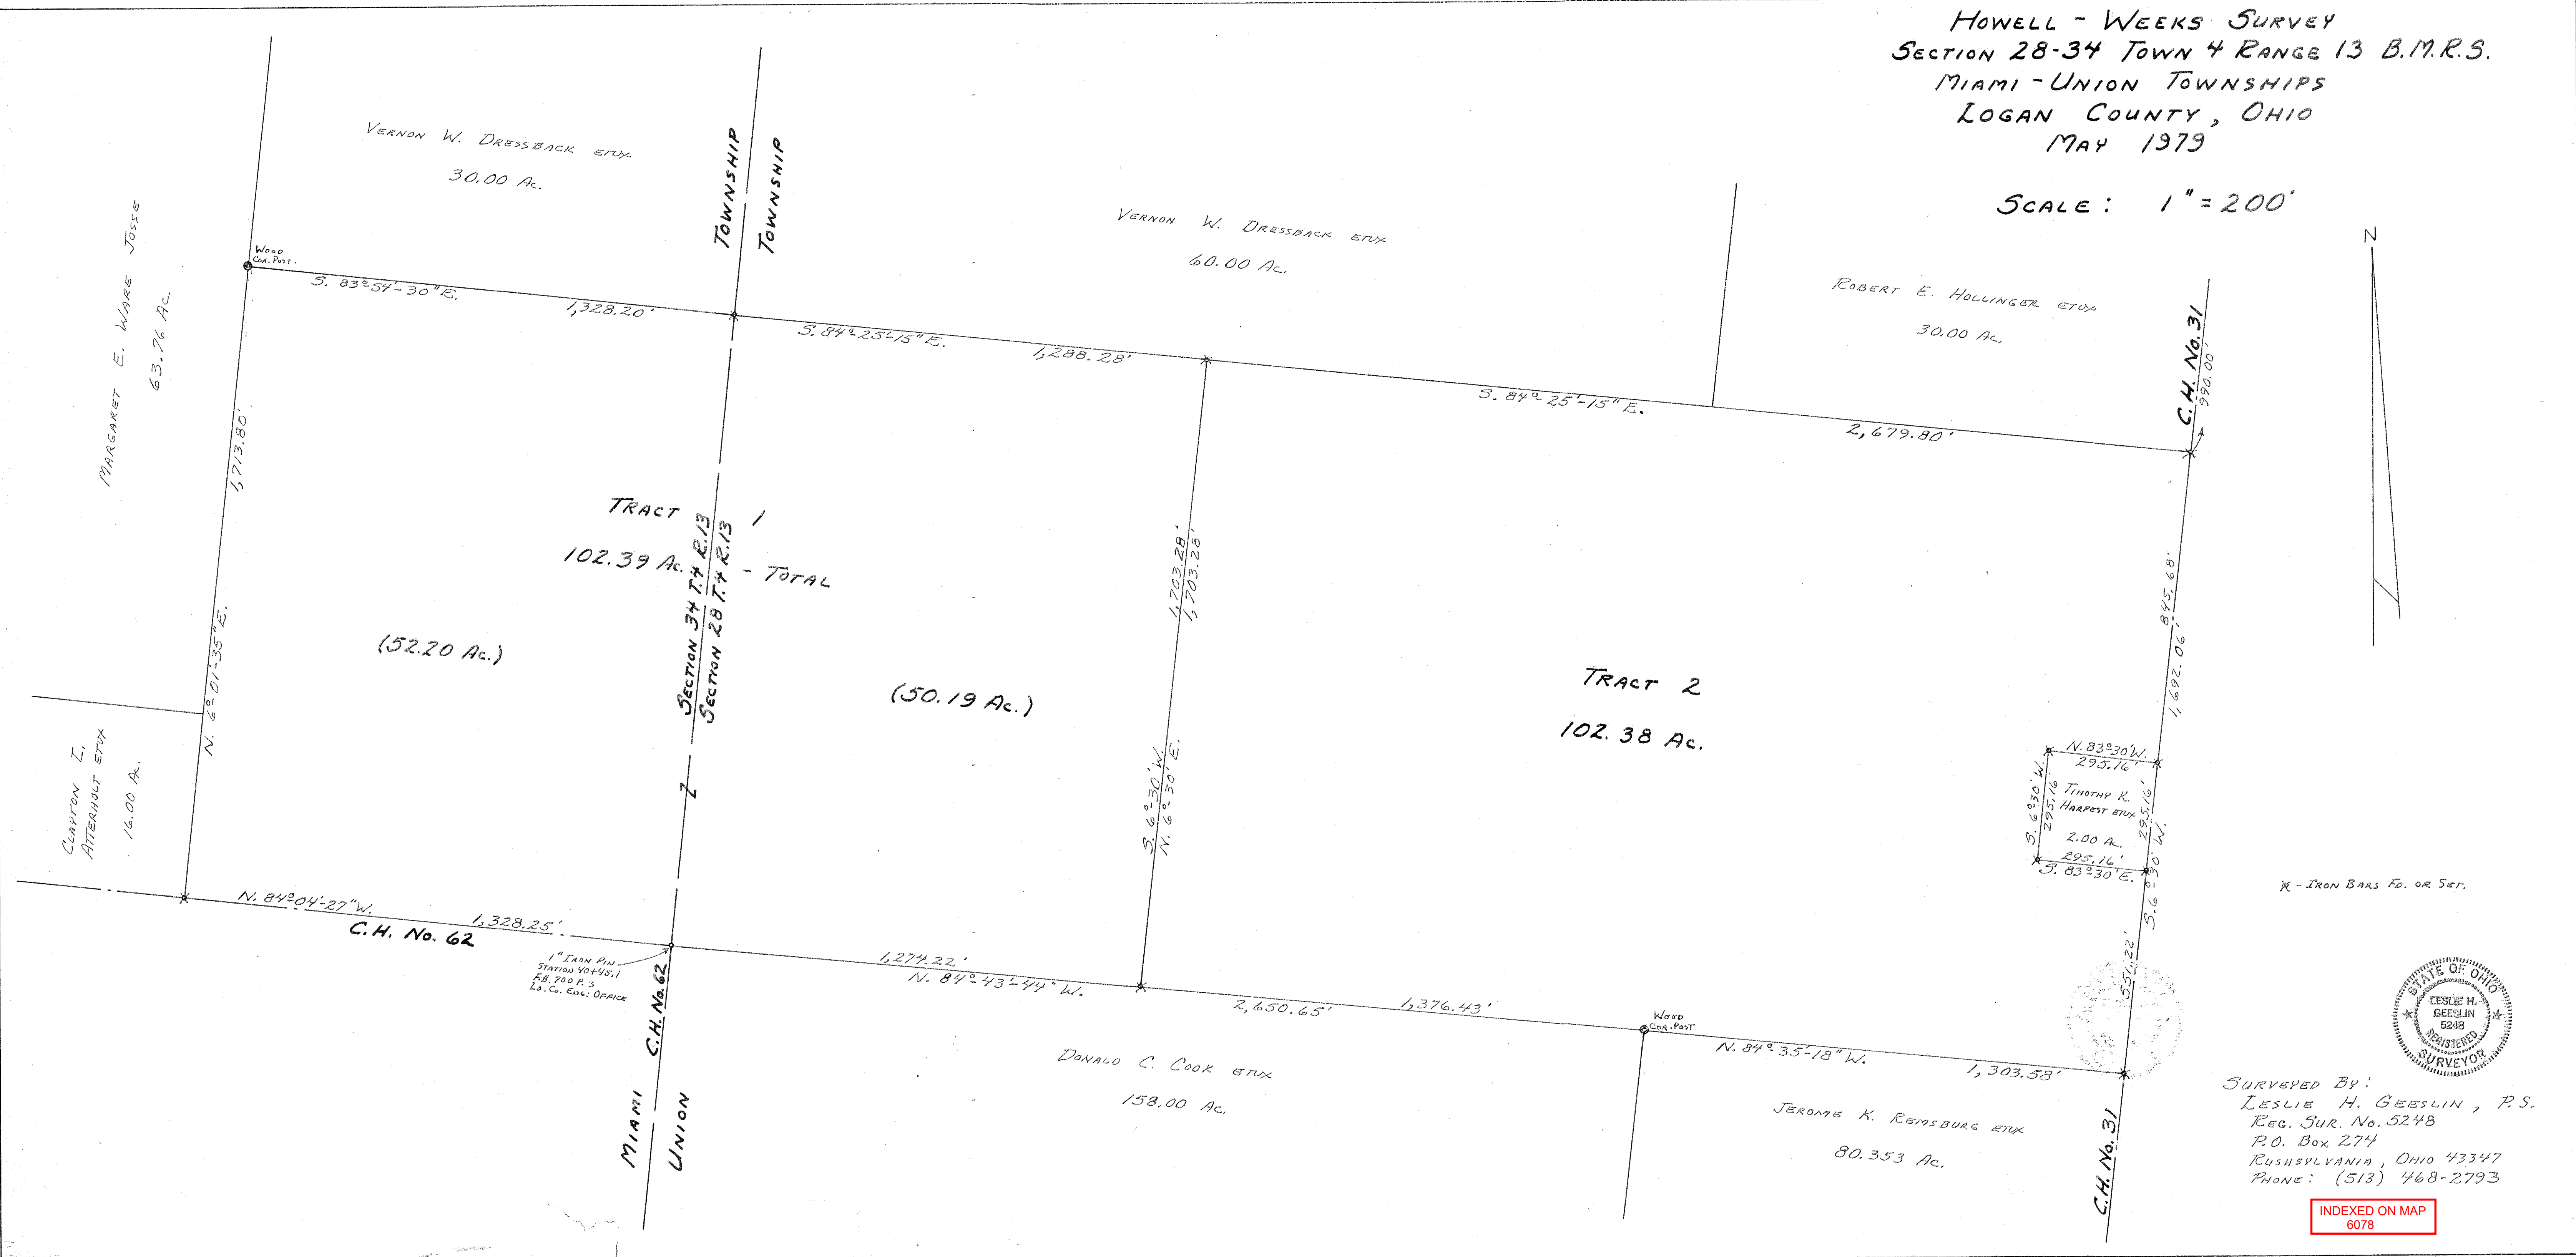 HOWELL - WEEKS SURVEY
SECTION 28-34 TOWN 4 RANGE 13 B.M.R.S.
MIAMI - UNION TOWNSHIPS
LOGAN COUNTY, OHIO
MAY 1979
SCALE: 1" = 200'
N
VERNON W. DRESSBACK ETUX
30.00 Ac.
TOWNSHIP
TOWNSHIP
VERNON W. DRESSBACK ETUX
60.00 Ac.
ROBERT E. HOLLINGER ETUX
30.00 Ac.
C.H. No. 31
990.00'
MARGARET E. WARE JOSSE
63.76 Ac.
WOOD
COR. POST.
S. 83°-54'-30" E.
1,328.20'
S. 84°-25'-15" E.
1,288.28'
S. 84°-25'-15" E.
2,679.80'
1,713.80'
N. 6°-01'-35" E.
TRACT 1
102.39 Ac. - TOTAL
SECTION 34 T.4 R.13
SECTION 28 T.4 R.13
(52.20 Ac.)
(50.19 Ac.)
1,703.28'
1,703.28'
S. 6°-30' W.
N. 6°-30' E.
TRACT 2
102.38 Ac.
845.68'
1,692.06'
N. 83°30' W.
295.16'
S. 6°30' W.
295.16'
TIMOTHY K.
HARPEST ETUX
2.00 Ac.
295.16'
295.16'
S. 83°30' E.
S. 6°30' W.
551.22'
CLAYTON I.
ATTERHOLT ETUX
16.00 Ac.
N. 84°04'-27" W.
1,328.25'
C.H. No. 62
1" IRON PIN
STATION 40+45.1
F.B. 700 P. 3
LO. CO. ENG. OFFICE
C.H. No. 62
MIAMI
UNION
1,274.22'
N. 84°-43'-44" W.
2,650.65'
1,376.43'
WOOD
COR. POST
N. 84°-35'-18" W.
1,303.58'
DONALD C. COOK ETUX
158.00 Ac.
JEROME K. REMSBURG ETUX
80.353 Ac.
C.H. No. 31
X - IRON BARS FD. OR SET.
STATE OF OHIO
LESLIE H.
GEESLIN
5248
REGISTERED
SURVEYOR
SURVEYED BY:
LESLIE H. GEESLIN, P.S.
REG. SUR. No. 5248
P.O. BOX 274
RUSHSYLVANIA, OHIO 43347
PHONE: (513) 468-2793
INDEXED ON MAP
6078